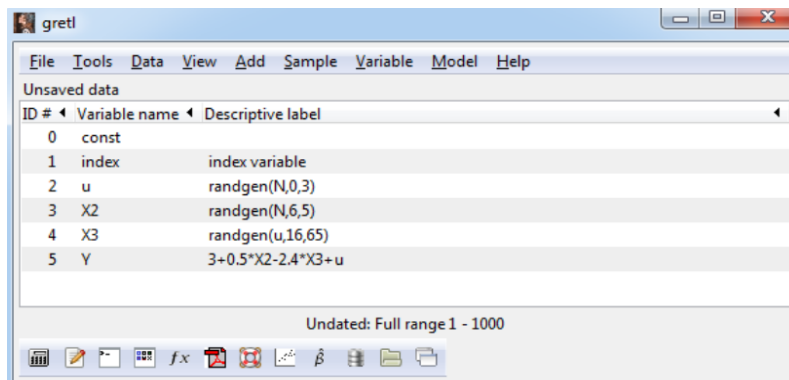 gretl
File Tools Data View Add Sample Variable Model Help
Unsaved data
ID # Variable name Descriptive label
0 const
1 index index variable
2 u randgen(N,0,3)
3 X2 randgen(N,6,5)
4 X3 randgen(u,16,65)
5 Y 3+0.5*X2-2.4*X3+u
Undated: Full range 1 - 1000
fx β̂